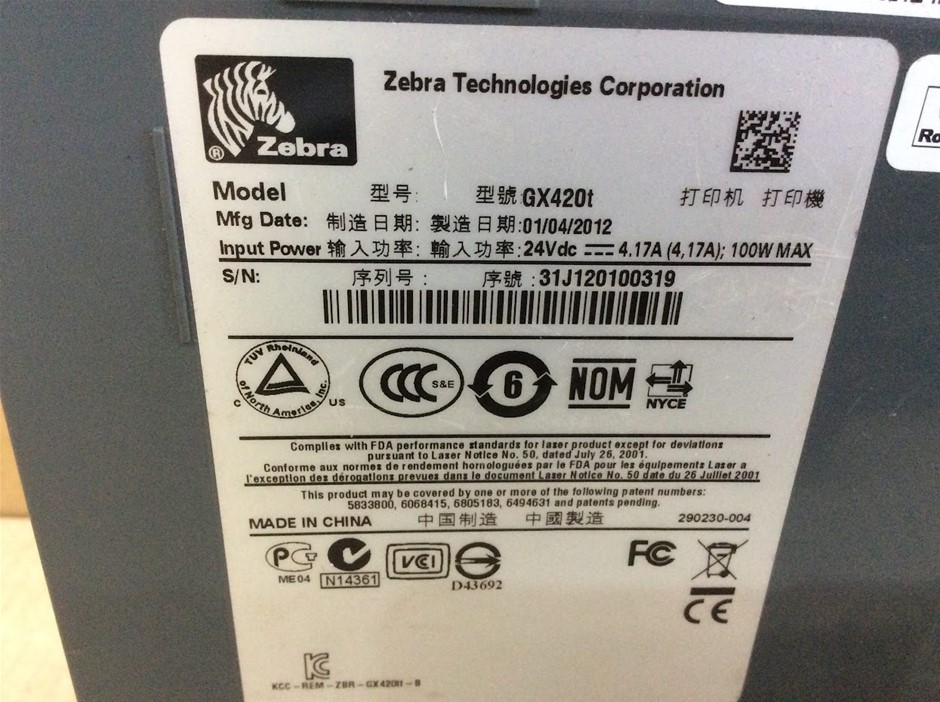 Zebra Technologies Corporation
® Zebra
Model 型号: 型號: GX420t 打印机 打印機
Mfg Date: 制造日期: 製造日期: 01/04/2012
Input Power 输入功率: 輸入功率: 24Vdc 4.17A (4,17A); 100W MAX
S/N: 序列号: 序號: 31J120100319
TUV Rheinland
of North America, Inc.
C US
CCC S&E
6
NOM
NYCE
Complies with FDA performance standards for laser product except for deviations
pursuant to Laser Notice No. 50, dated July 26, 2001.
Conforme aux normes de rendement homologuées par le FDA pour les équipements Laser a
l'exception des dérogations prevues dans le document Laser Notice No. 50 date du 26 Juillet 2001
This product may be covered by one or more of the following patent numbers:
5833800, 6068415, 6805183, 6494631 and patents pending.
MADE IN CHINA 中国制造 中國製造 290230-004
ME04
N14361
VCI
D43692
FC
CE
KCC-REM-ZBR-GX420tt-B
Ro